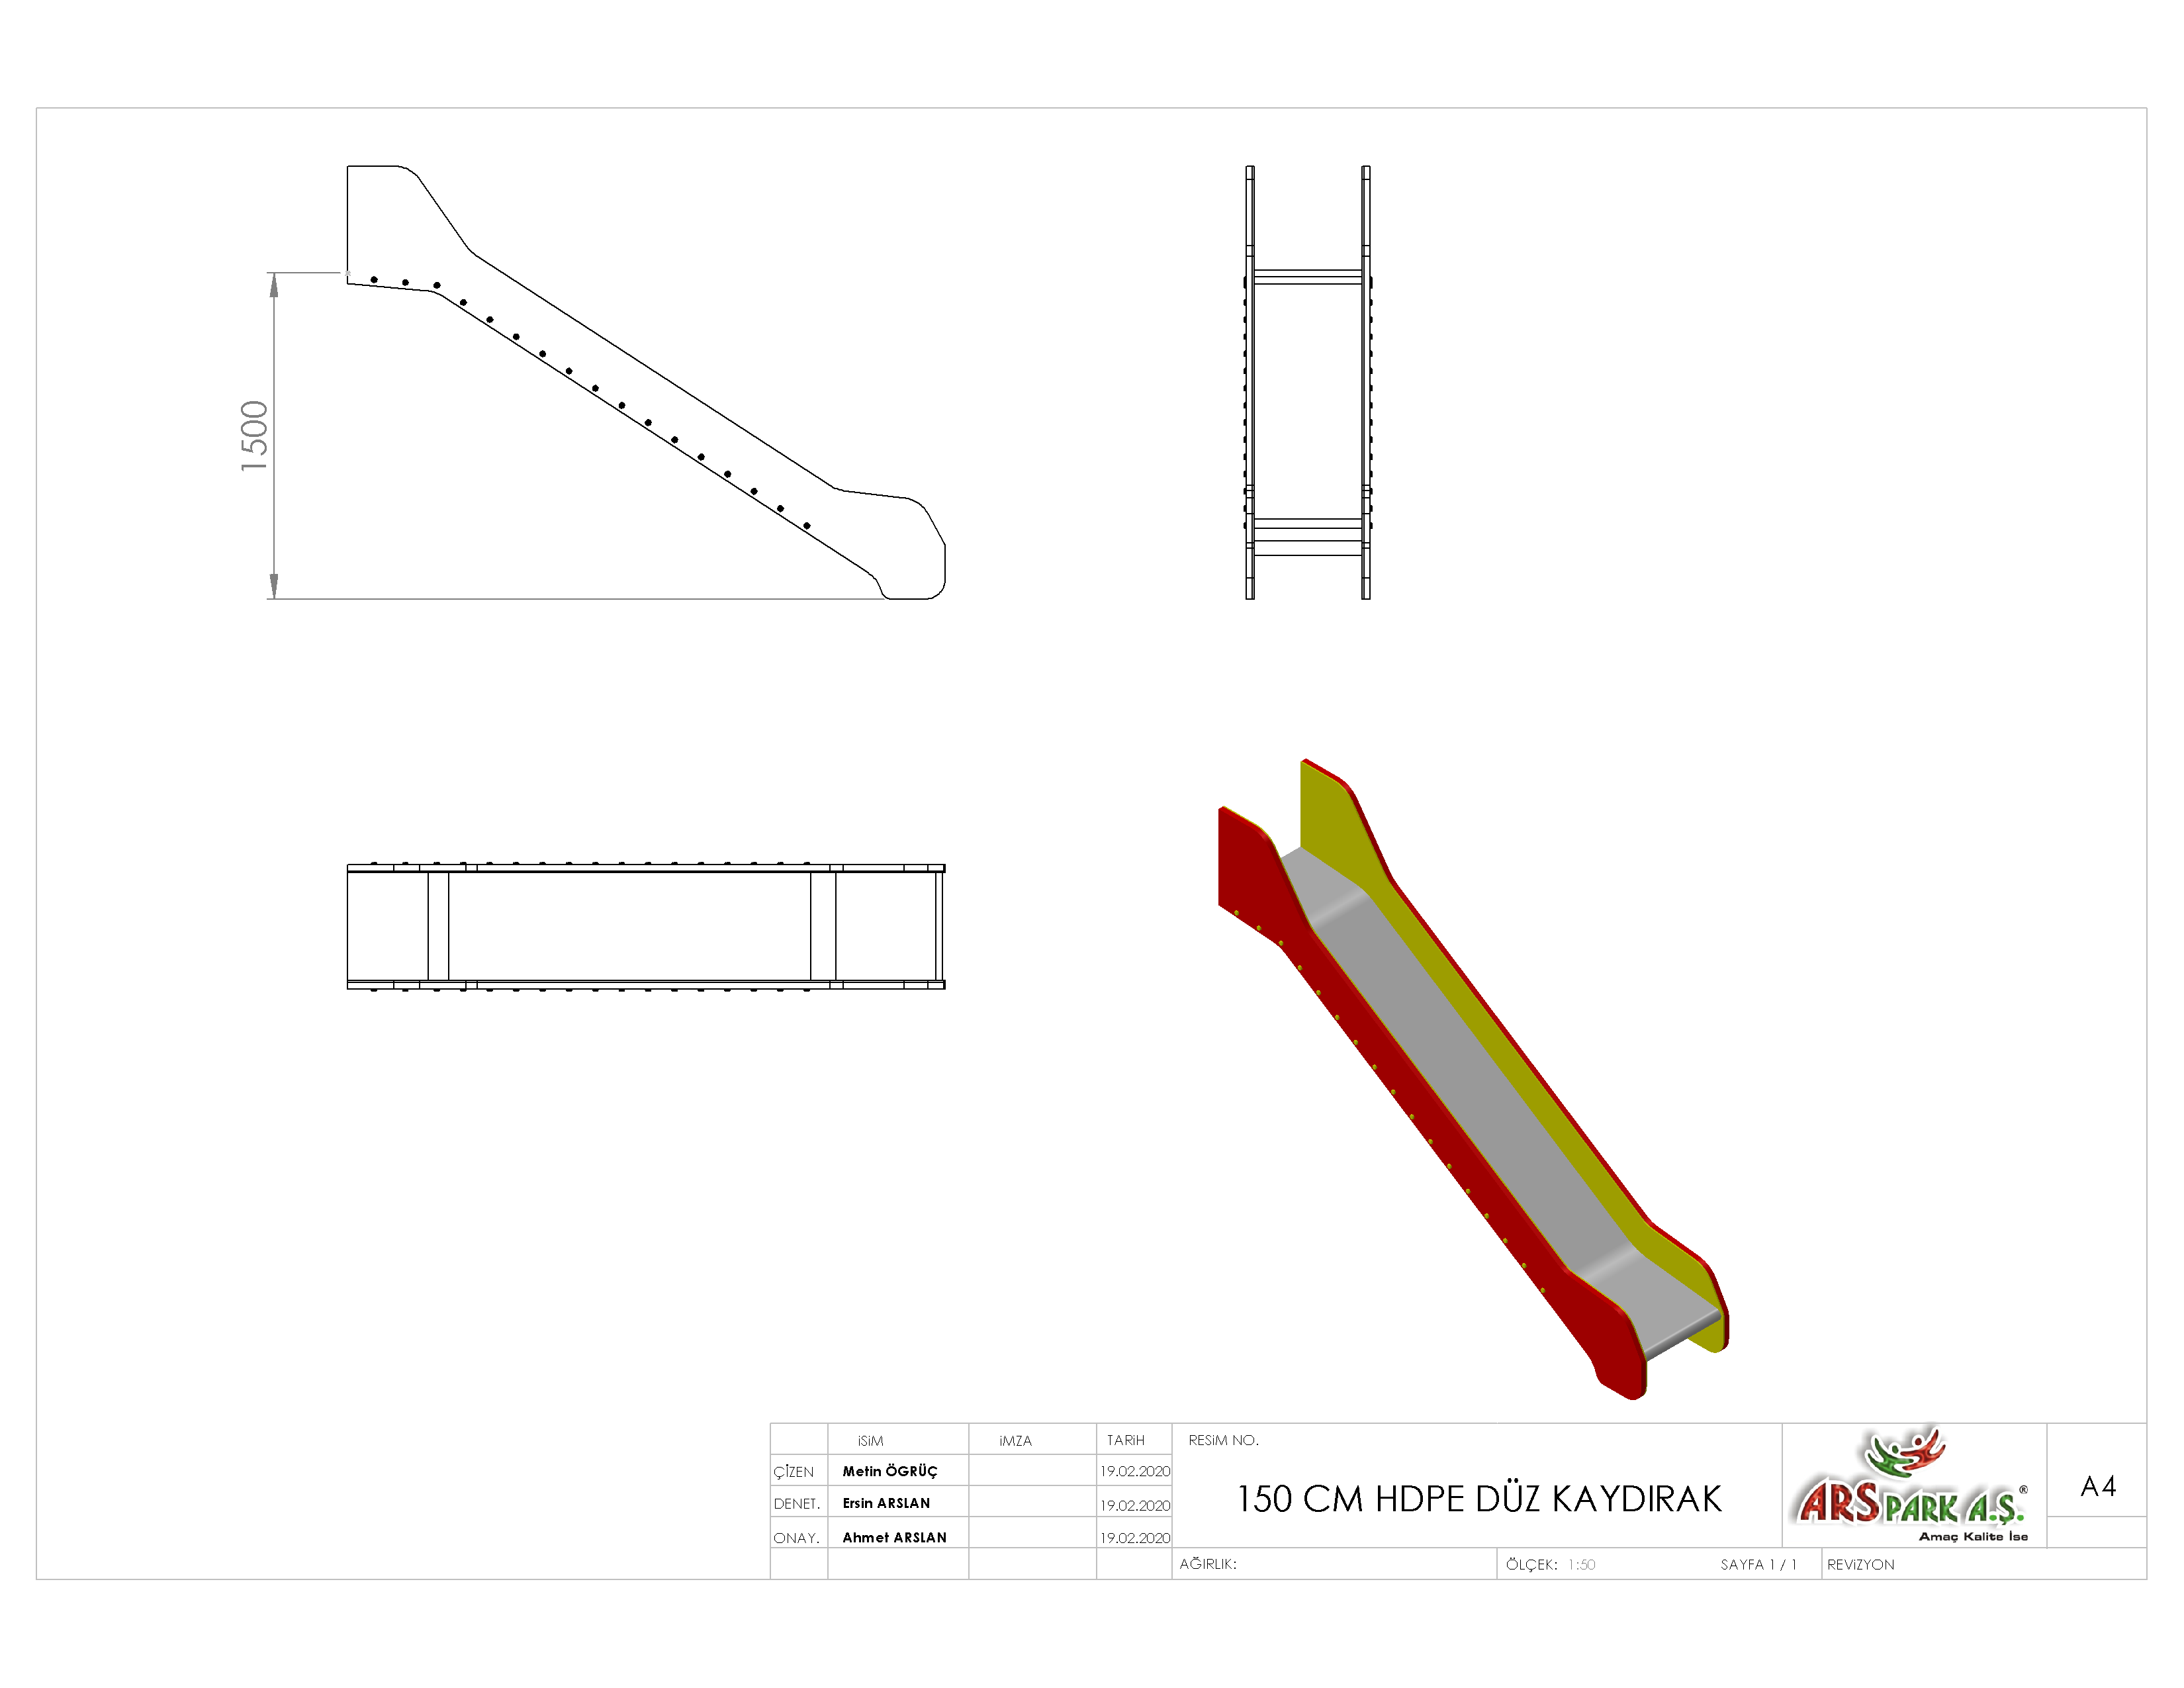 1500
İSİM İMZA TARİH RESİM NO.
ÇİZEN Metin ÖGRÜÇ 19.02.2020
DENET. Ersin ARSLAN 19.02.2020
ONAY. Ahmet ARSLAN 19.02.2020
150 CM HDPE DÜZ KAYDIRAK
ARSPARK A.Ş.®
Amaç Kalite İse
A4
AĞIRLIK: ÖLÇEK: 1:50 SAYFA 1 / 1 REVİZYON